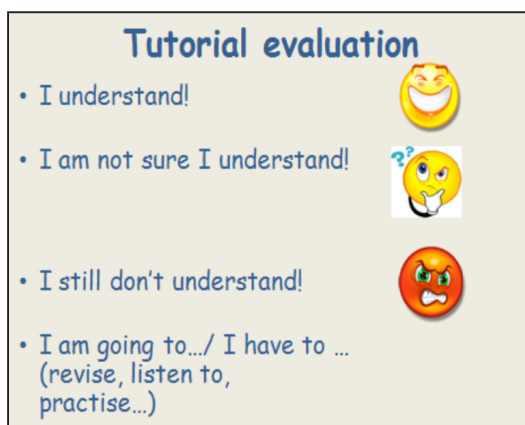 Tutorial evaluation
• I understand!
• I am not sure I understand!
??
• I still don't understand!
• I am going to.../ I have to ...
(revise, listen to,
practise...)